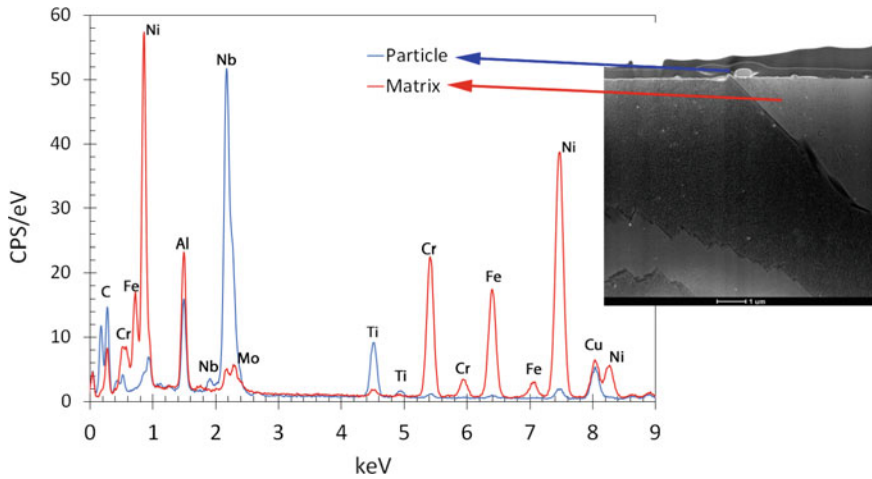 60
50
40
30
20
10
0
CPS/eV
0 1 2 3 4 5 6 7 8 9
keV
Particle
Matrix
C
Cr
Fe
Ni
Al
Nb
Nb
Mo
Ti
Ti
Cr
Cr
Fe
Fe
Ni
Cu
Ni
1 um